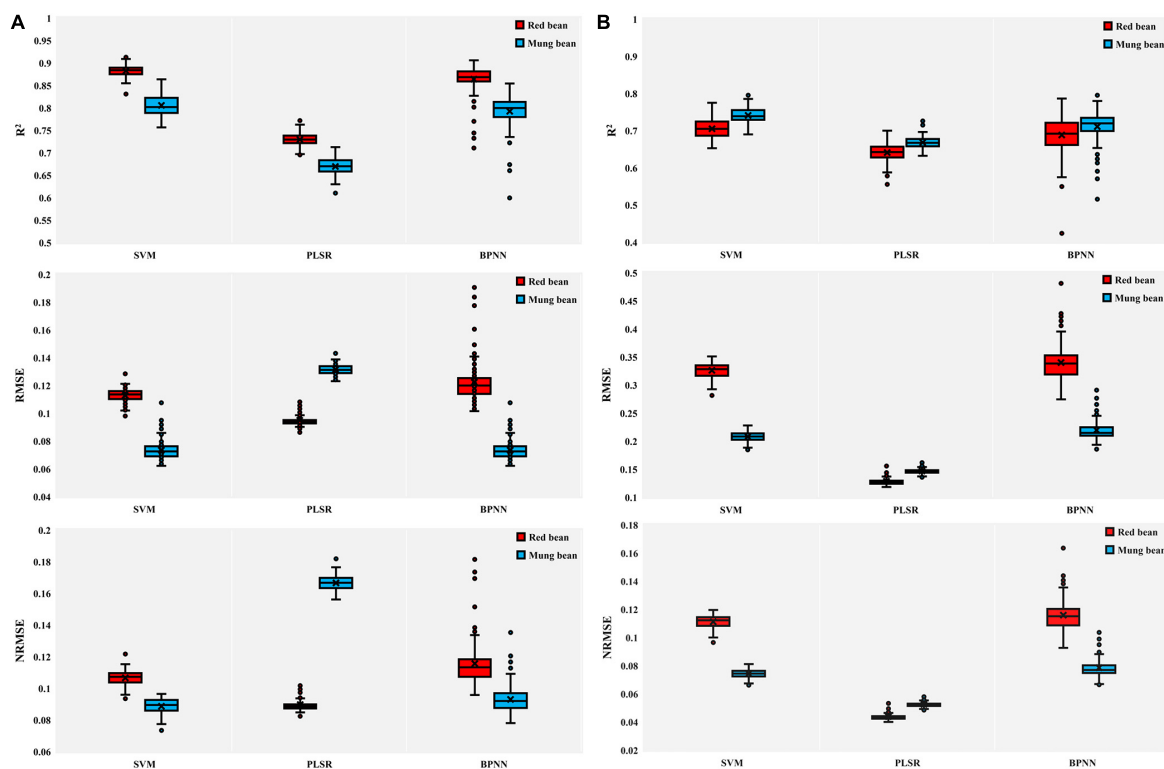 A
1
0.95
0.9
0.85
0.8
0.75
0.7
0.65
0.6
0.55
0.5
R²
Red bean
Mung bean
SVM PLSR BPNN
0.2
0.18
0.16
0.14
0.12
0.1
0.08
0.06
0.04
RMSE
Red bean
Mung bean
SVM PLSR BPNN
0.2
0.18
0.16
0.14
0.12
0.1
0.08
0.06
NRMSE
Red bean
Mung bean
SVM PLSR BPNN
B
1
0.9
0.8
0.7
0.6
0.5
0.4
R²
Red bean
Mung bean
SVM PLSR BPNN
0.5
0.45
0.4
0.35
0.3
0.25
0.2
0.15
0.1
RMSE
Red bean
Mung bean
SVM PLSR BPNN
0.18
0.16
0.14
0.12
0.1
0.08
0.06
0.04
0.02
NRMSE
Red bean
Mung bean
SVM PLSR BPNN